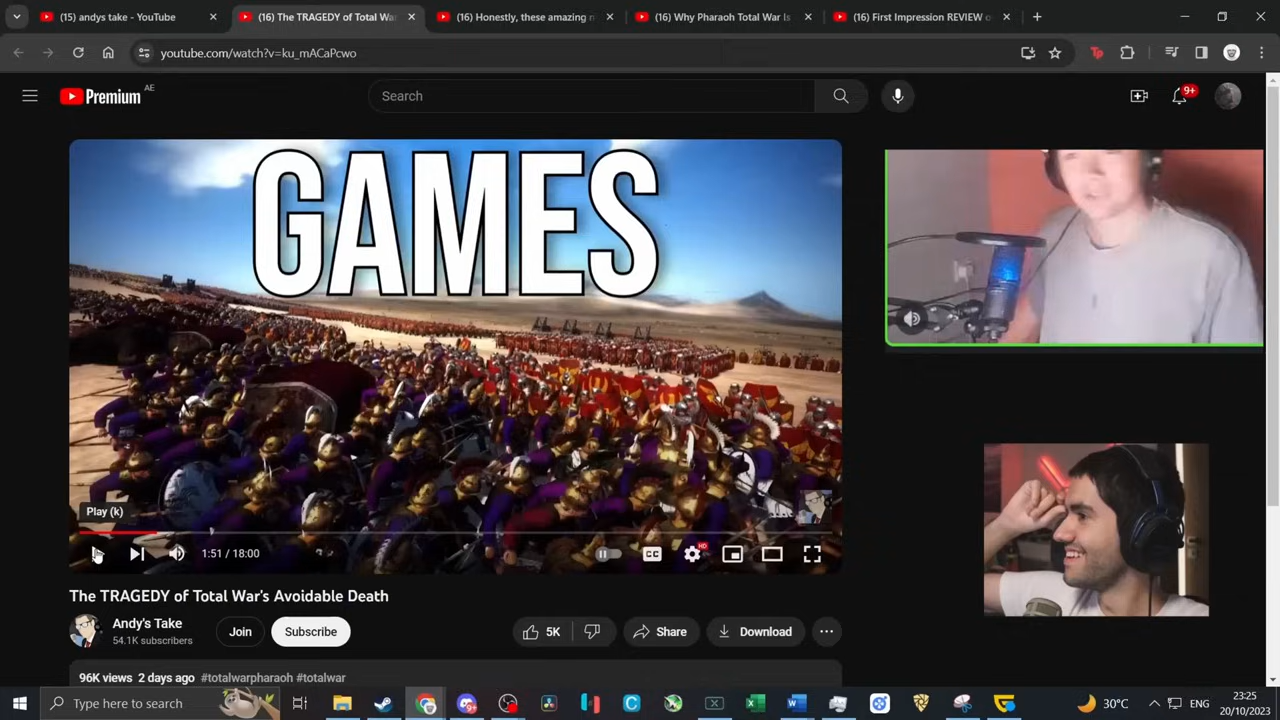 (15) andys take - YouTube
(16) The TRAGEDY of Total War
(16) Honestly, these amazing
(16) Why Pharaoh Total War Is
(16) First Impression REVIEW
youtube.com/watch?v=ku_mACaPcwo
Premium
AE
Search
9+
GAMES
Play (k)
1:51 / 18:00
CC
HD
The TRAGEDY of Total War's Avoidable Death
Andy's Take
54.1K subscribers
Join
Subscribe
5K
Share
Download
96K views 2 days ago #totalwarpharaoh #totalwar
Type here to search
30°C
ENG
23:25
20/10/2023